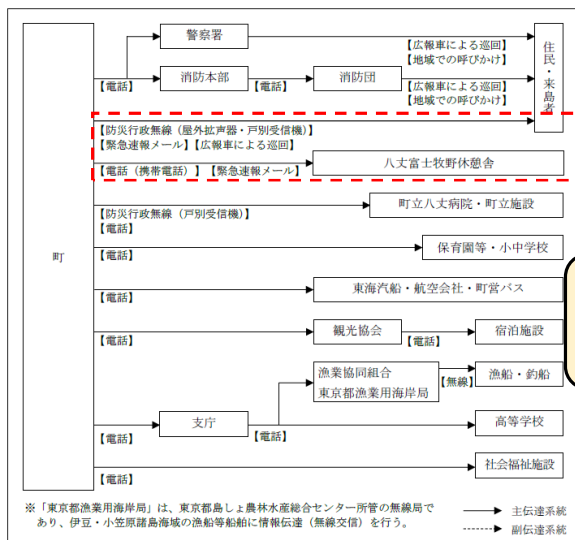 警察署
【広報車による巡回】
【地域での呼びかけ】
住民・来島者
【電話】
消防本部
【電話】
消防団
【広報車による巡回】
【地域での呼びかけ】
【防災行政無線（屋外拡声器・戸別受信機）】
【緊急速報メール】【広報車による巡回】
【電話（携帯電話）】【緊急速報メール】
八丈富士牧野休憩舎
【防災行政無線（戸別受信機）】
【電話】
町立八丈病院・町立施設
町
【電話】
保育園等・小中学校
【電話】
東海汽船・航空会社・町営バス
【電話】
観光協会
【電話】
宿泊施設
漁業協同組合
東京都漁業用海岸局
【無線】
漁船・釣船
【電話】
支庁
【電話】
高等学校
【電話】
社会福祉施設
※「東京都漁業用海岸局」は、東京都島しょ農林水産総合センター所管の無線局で
あり、伊豆・小笠原諸島海域の漁船等船舶に情報伝達（無線交信）を行う。
主伝達系統
副伝達系統